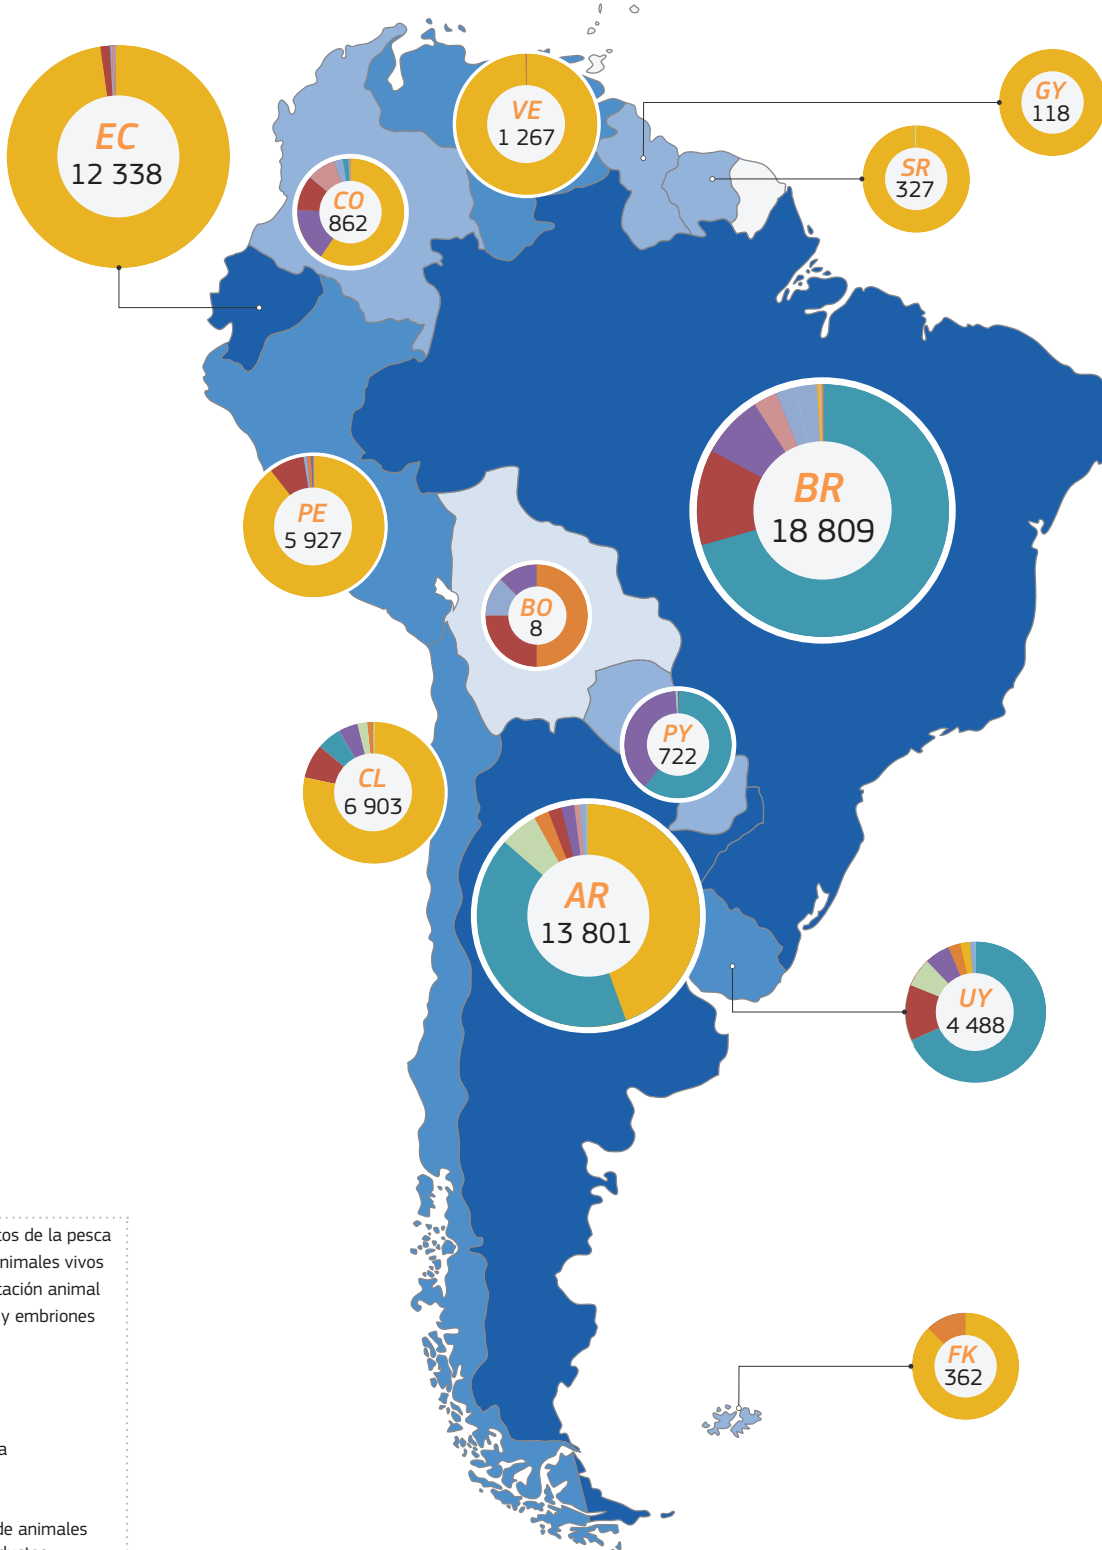 EC
12 338
VE
1 267
GY
118
SR
327
CO
862
BR
18 809
PE
5 927
BO
8
PY
722
CL
6 903
AR
13 801
UY
4 488
FK
362
de la pesca
nimales vivos
tación animal
y embriones
a
de animales